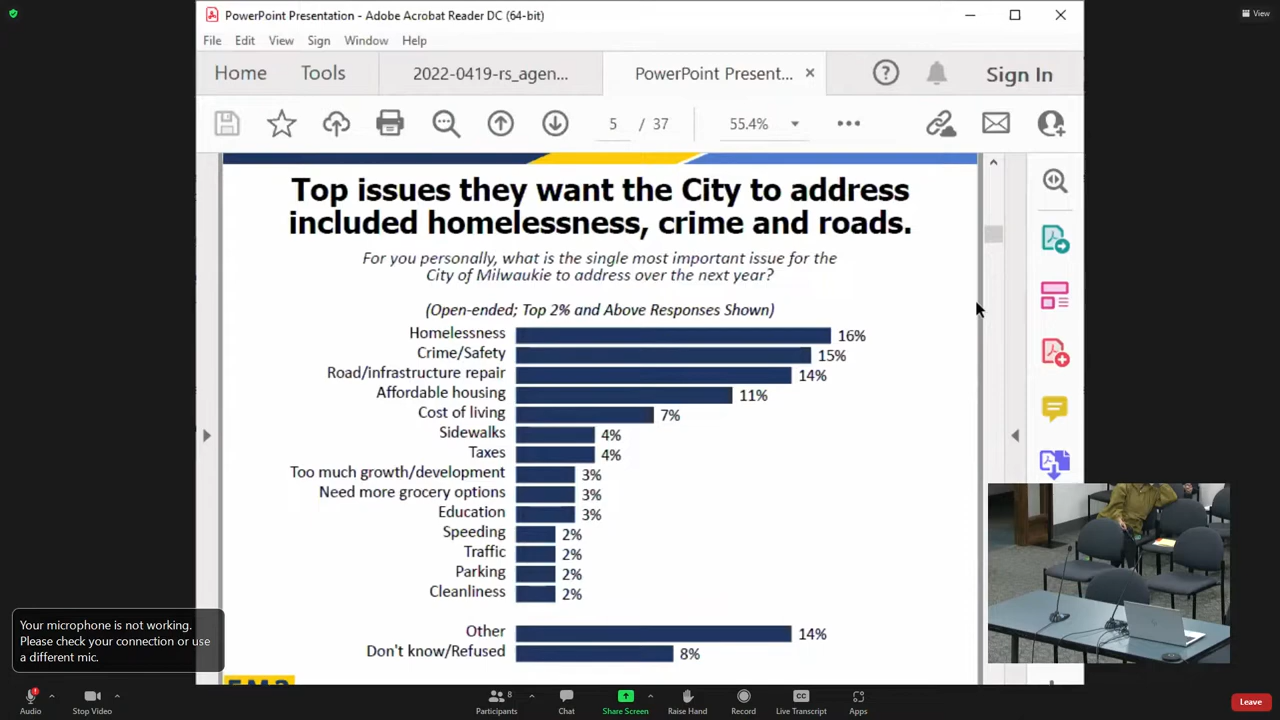 PowerPoint Presentation - Adobe Acrobat Reader DC (64-bit)
View
File Edit View Sign Window Help
Home Tools 2022-0419-rs_agen... PowerPoint Present... × Sign In
5 / 37 55.4%
Top issues they want the City to address
included homelessness, crime and roads.
For you personally, what is the single most important issue for the
City of Milwaukie to address over the next year?
(Open-ended; Top 2% and Above Responses Shown)
Homelessness 16%
Crime/Safety 15%
Road/infrastructure repair 14%
Affordable housing 11%
Cost of living 7%
Sidewalks 4%
Taxes 4%
Too much growth/development 3%
Need more grocery options 3%
Education 3%
Speeding 2%
Traffic 2%
Parking 2%
Cleanliness 2%
Other 14%
Don't know/Refused 8%
Your microphone is not working.
Please check your connection or use
a different mic.
Audio Stop Video Participants 8 Chat Share Screen Raise Hand Record CC Live Transcript Apps Leave